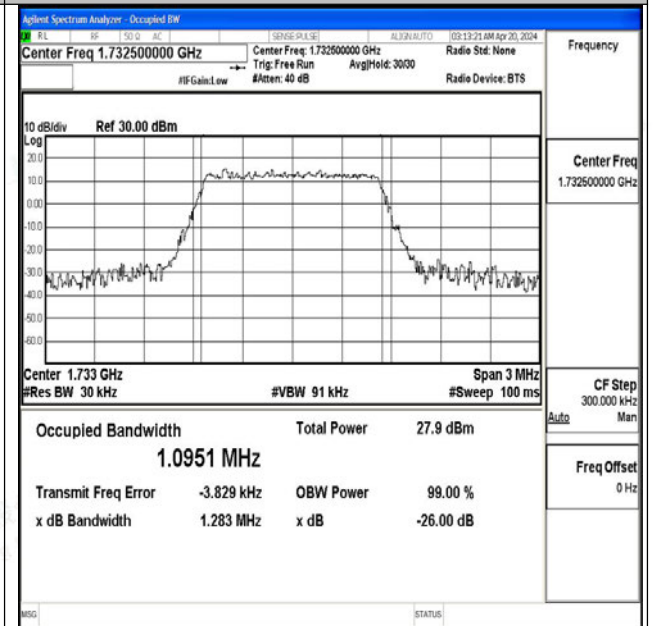 Agilent Spectrum Analyzer - Occupied BW
RL RF 50 Ω AC SENSE:PULSE ALIGN AUTO 03:13:21 AM Apr 20, 2024
Center Freq 1.732500000 GHz
Center Freq: 1.732500000 GHz
Radio Std: None
Trig: Free Run Avg|Hold: 30/30
#IFGain:Low #Atten: 40 dB Radio Device: BTS
10 dB/div Ref 30.00 dBm
Log
20.0
10.0
0.00
-10.0
-20.0
-30.0
-40.0
-50.0
-60.0
Center 1.733 GHz Span 3 MHz
#Res BW 30 kHz #VBW 91 kHz #Sweep 100 ms
Occupied Bandwidth Total Power 27.9 dBm
1.0951 MHz
Transmit Freq Error -3.829 kHz OBW Power 99.00 %
x dB Bandwidth 1.283 MHz x dB -26.00 dB
MSG STATUS
Frequency
Center Freq
1.732500000 GHz
CF Step
300.000 kHz
Auto Man
Freq Offset
0 Hz